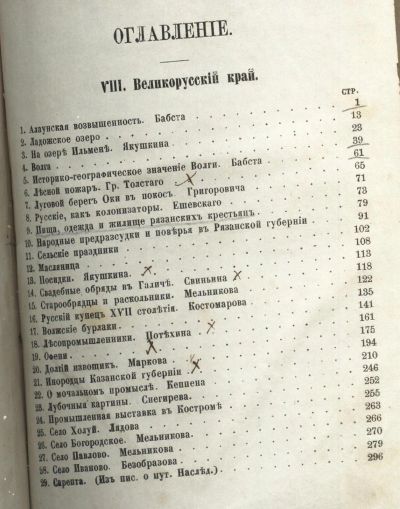 ОГЛАВЛЕНІЕ.
VIII. Великорусскій край.
СТР.
1. Алаунская возвышенность. Бабста 1
2. Ладожское озеро 13
3. На озерѣ Ильменѣ. Якушкина 23
4. Волга 39
5. Историко-географическое значеніе Волги. Бабста 61
6. Лѣсной пожаръ. Гр. Толстаго 65
7. Луговой берегъ Оки въ покосъ. Григоровича 71
8. Русскіе, какъ колонизаторы. Ешевскаго 73
9. Пища, одежда и жилище рязанскихъ крестьянъ 79
10. Народные предразсудки и повѣрья въ Рязанской губерніи 91
11. Сельскіе праздники 102
12. Масляница 108
13. Посидки. Якушкина 113
14. Свадебные обряды въ Галичѣ. Свиньина 118
15. Старообрядцы и раскольники. Мельникова 122
16. Русскій купецъ XVII столѣтія. Костомарова 135
17. Волжскіе бурлаки 141
18. Лѣсопромышленники. Потѣхина 161
19. Офени 175
20. Долгій извощикъ. Маркова 194
21. Инородцы Казанской губерніи 210
22. О мочальномъ промыслѣ. Кеппена 246
23. Лубочныя картины. Снегирева 252
24. Промышленная выставка въ Костромѣ 255
25. Село Холуй. Лядова 263
26. Село Богородское. Мельникова 266
27. Село Павлово. Мельникова 270
28. Село Иваново. Безобразова 279
29. Сарепта. (Изъ пис. о пут. Наслѣд.) 296